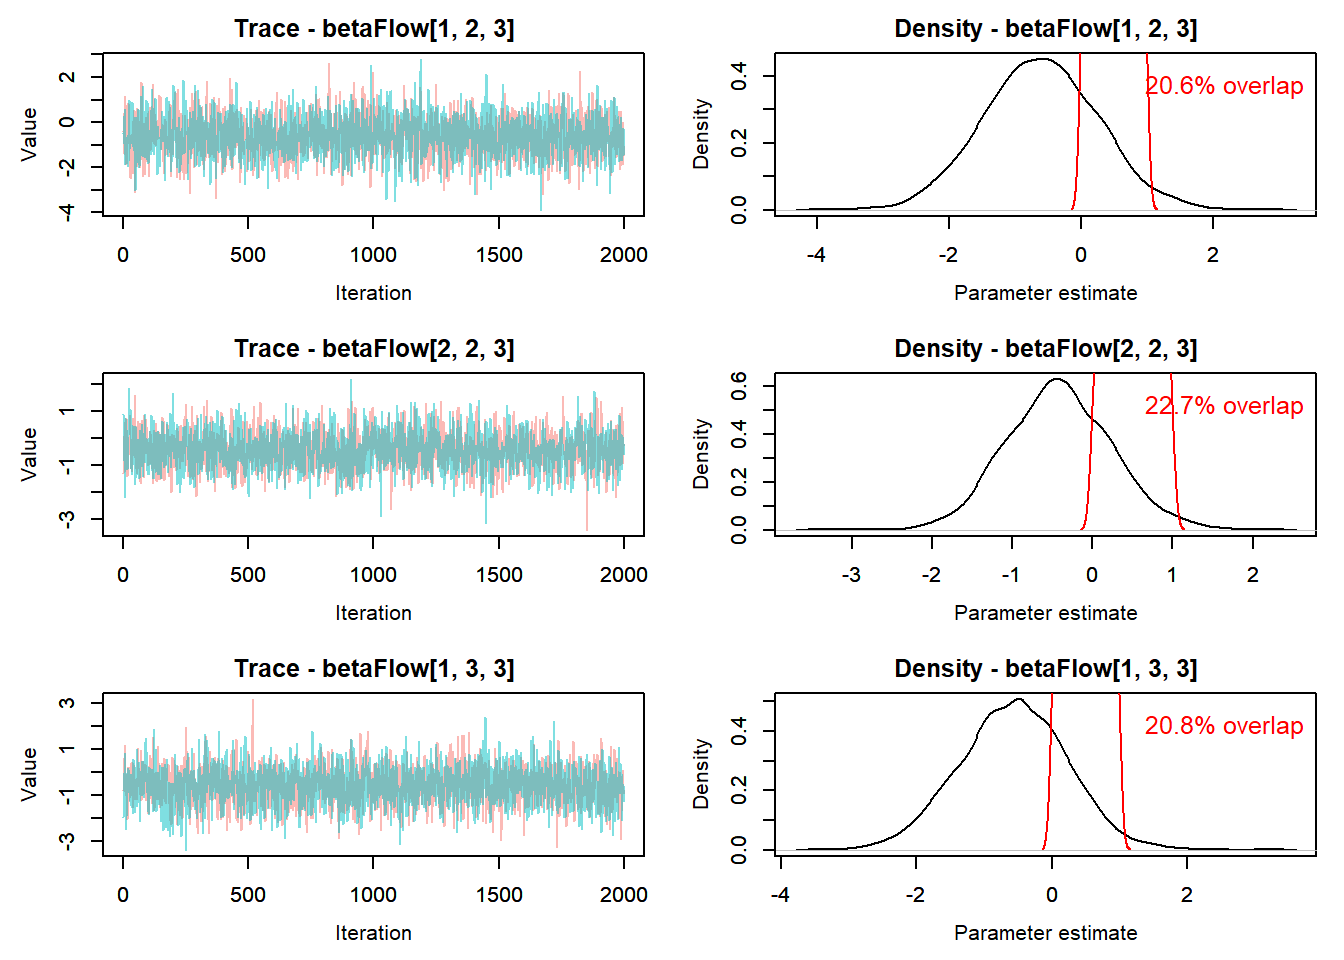 Trace - betaFlow[1, 2, 3]
Value
2
0
-2
-4
0 500 1000 1500 2000
Iteration
Density - betaFlow[1, 2, 3]
Density
0.4
0.2
0.0
20.6% overlap
-4 -2 0 2
Parameter estimate
Trace - betaFlow[2, 2, 3]
Value
1
-1
-3
0 500 1000 1500 2000
Iteration
Density - betaFlow[2, 2, 3]
Density
0.6
0.4
0.2
0.0
22.7% overlap
-3 -2 -1 0 1 2
Parameter estimate
Trace - betaFlow[1, 3, 3]
Value
3
1
-1
-3
0 500 1000 1500 2000
Iteration
Density - betaFlow[1, 3, 3]
Density
0.4
0.2
0.0
20.8% overlap
-4 -2 0 2
Parameter estimate